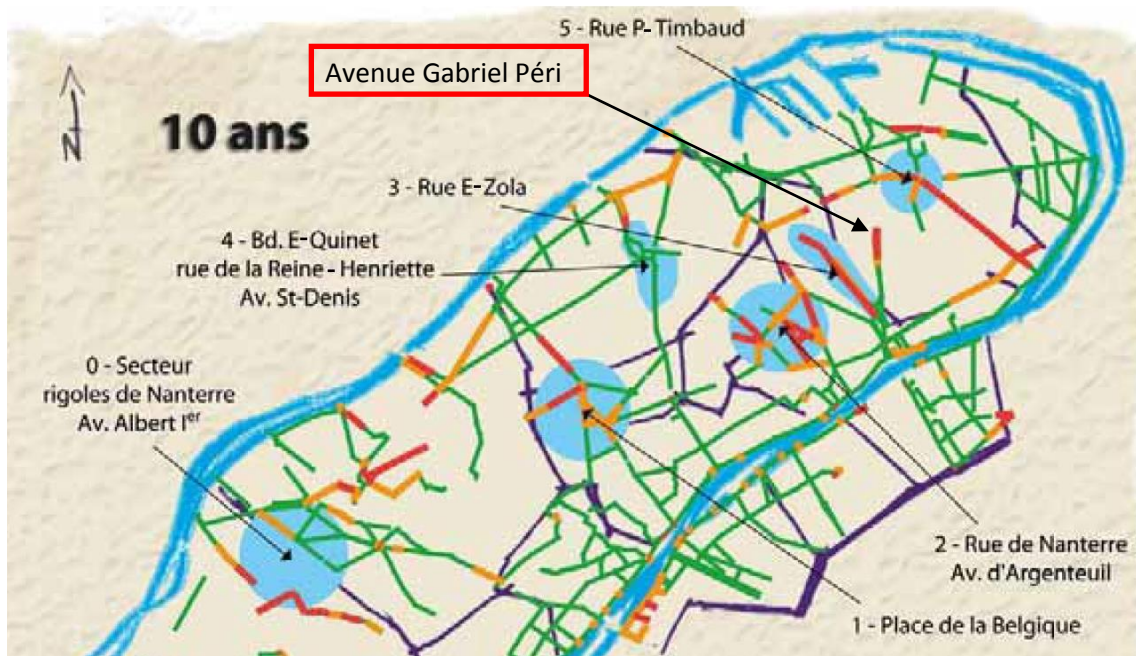 5 - Rue P- Timbaud
Avenue Gabriel Péri
N
10 ans
3 - Rue E-Zola
4 - Bd. E-Quinet
rue de la Reine - Henriette
Av. St-Denis
0 - Secteur
rigoles de Nanterre
Av. Albert Ier
2 - Rue de Nanterre
Av. d'Argenteuil
1 - Place de la Belgique